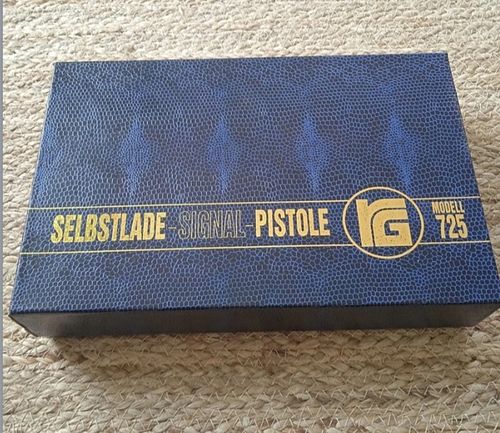 SELBSTLADE-SIGNAL-PISTOLE
rG
MODELL
725